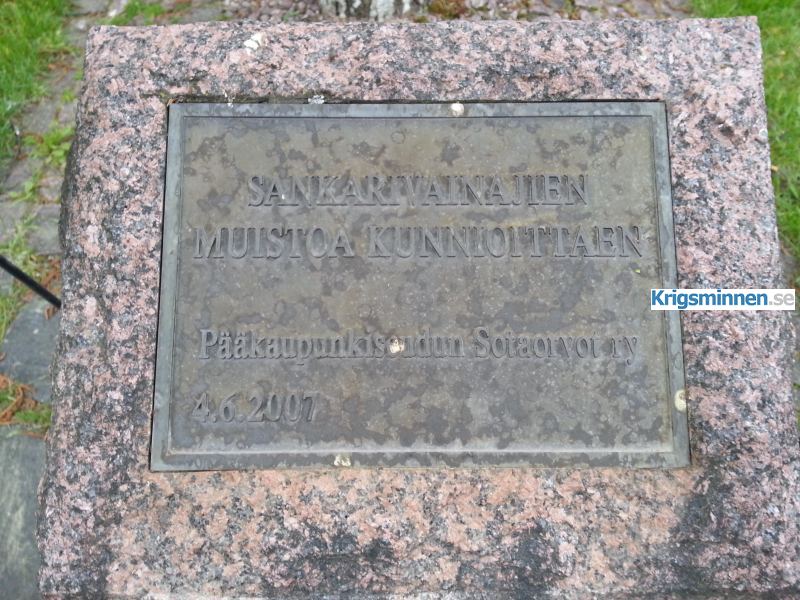 SANKARIVAINAJIEN
MUISTOA KUNNIOITTAEN
Pääkaupunkiseudun Sotaorvot ry
4.6.2007
Krigsminnen.se